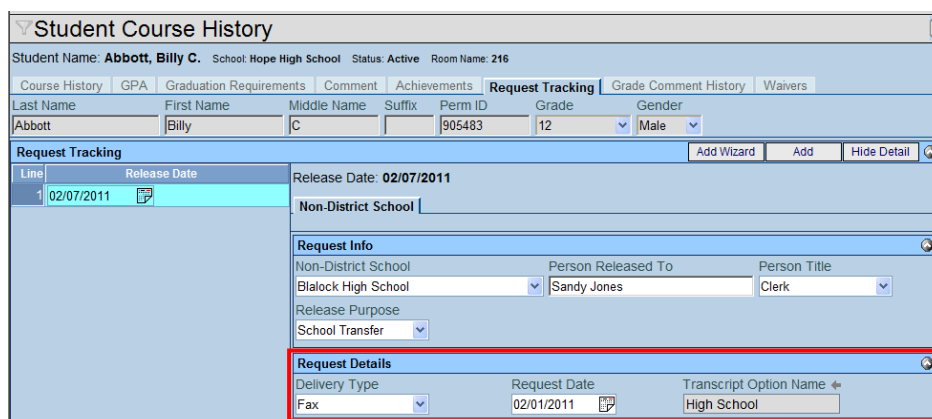 Student Course History
Student Name: Abbott, Billy C. School: Hope High School Status: Active Room Name: 216
Course History GPA Graduation Requirements Comment Achievements Request Tracking Grade Comment History Waivers
Last Name First Name Middle Name Suffix Perm ID Grade Gender
Abbott Billy C 905483 12 Male
Request Tracking Add Wizard Add Hide Detail
Line Release Date
1 02/07/2011
Release Date: 02/07/2011
Non-District School
Request Info
Non-District School Person Released To Person Title
Blalock High School Sandy Jones Clerk
Release Purpose
School Transfer
Request Details
Delivery Type Request Date Transcript Option Name
Fax 02/01/2011 High School